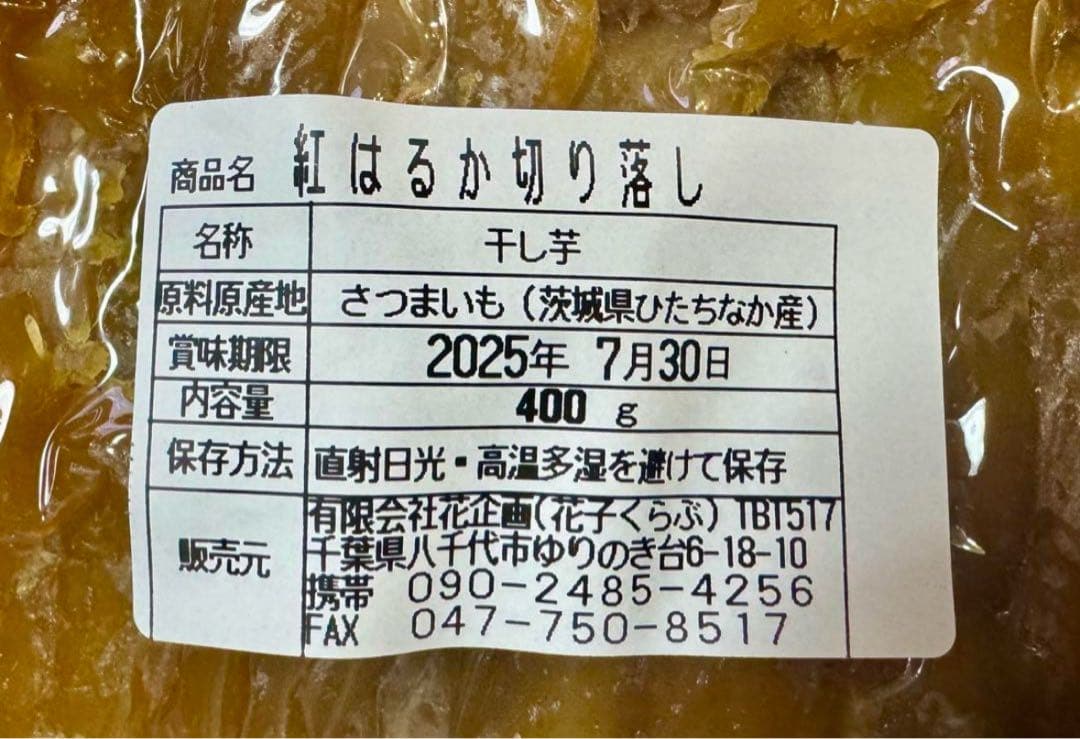 商品名 紅はるか切り落し
名称 干し芋
原料原産地 さつまいも（茨城県ひたちなか産）
賞味期限 2025年 7月30日
内容量 400 g
保存方法 直射日光・高温多湿を避けて保存
販売元 有限会社花企画（花子くらぶ）TBT517
千葉県八千代市ゆりのき台6-18-10
携帯 090-2485-4256
FAX 047-750-8517